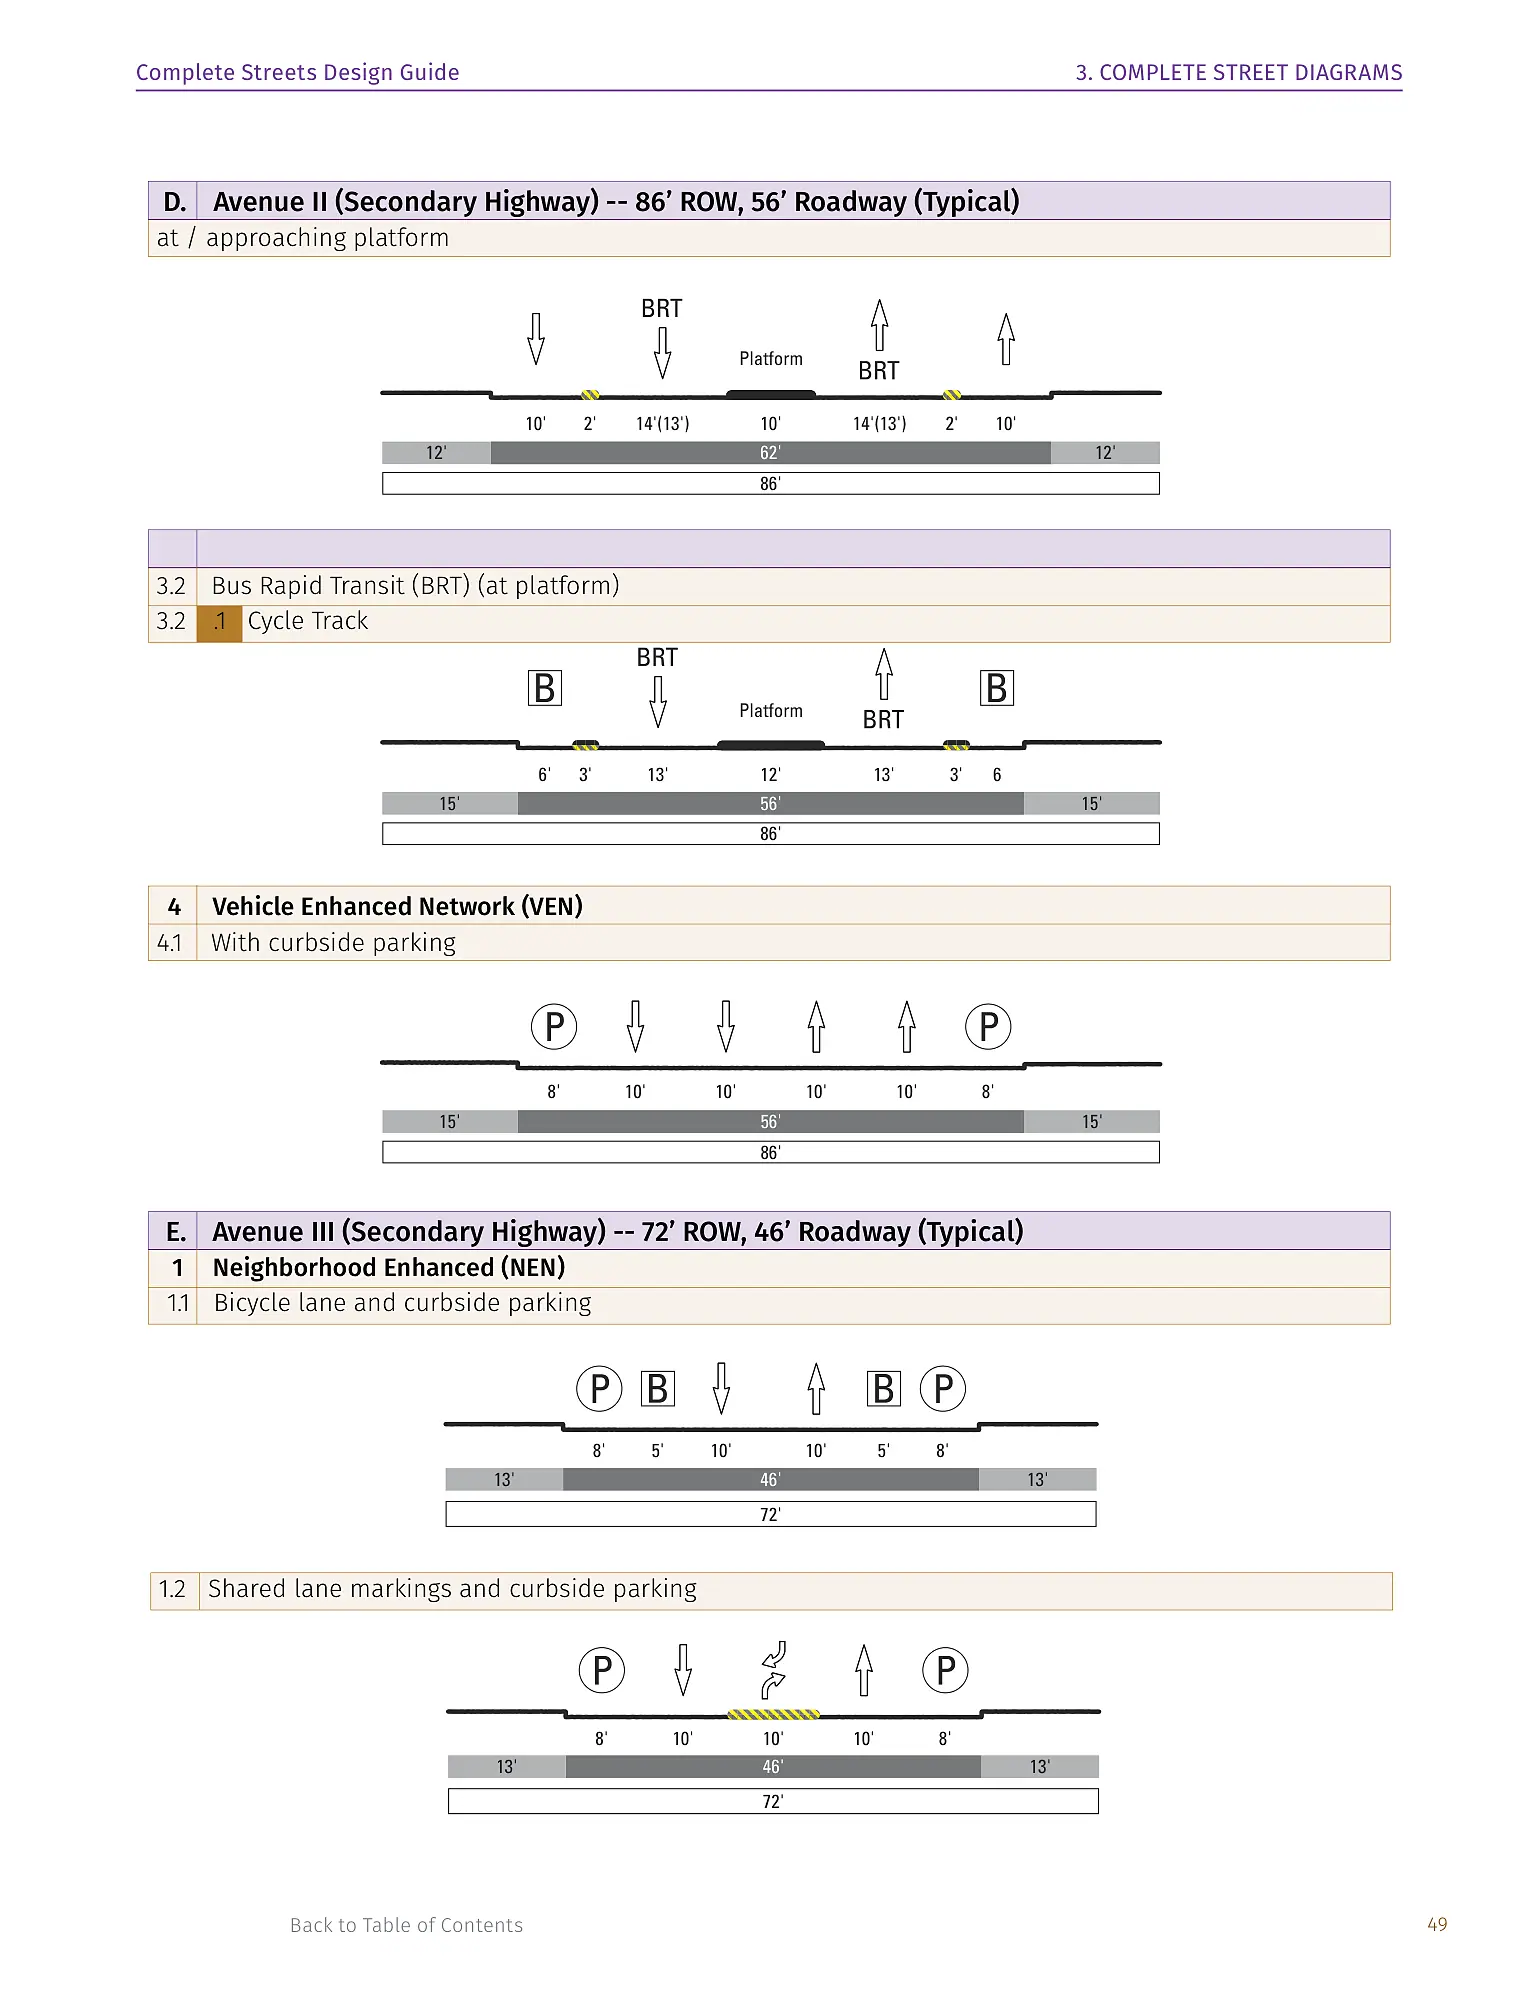 Complete Streets Design Guide 3. COMPLETE STREET DIAGRAMS
D. Avenue II (Secondary Highway) -- 86’ ROW, 56’ Roadway (Typical)
at / approaching platform
BRT
Platform
BRT
10' 2' 14'(13') 10' 14'(13') 2' 10'
12' 62' 12'
86'
3.2 Bus Rapid Transit (BRT) (at platform)
3.2 .1 Cycle Track
BRT
B B
Platform
BRT
6' 3' 13' 12' 13' 3' 6
15' 56' 15'
86'
4 Vehicle Enhanced Network (VEN)
4.1 With curbside parking
P P
8' 10' 10' 10' 10' 8'
15' 56' 15'
86'
E. Avenue III (Secondary Highway) -- 72’ ROW, 46’ Roadway (Typical)
1 Neighborhood Enhanced (NEN)
1.1 Bicycle lane and curbside parking
P B B P
8' 5' 10' 10' 5' 8'
13' 46' 13'
72'
1.2 Shared lane markings and curbside parking
P P
8' 10' 10' 10' 8'
13' 46' 13'
72'
Back to Table of Contents 49